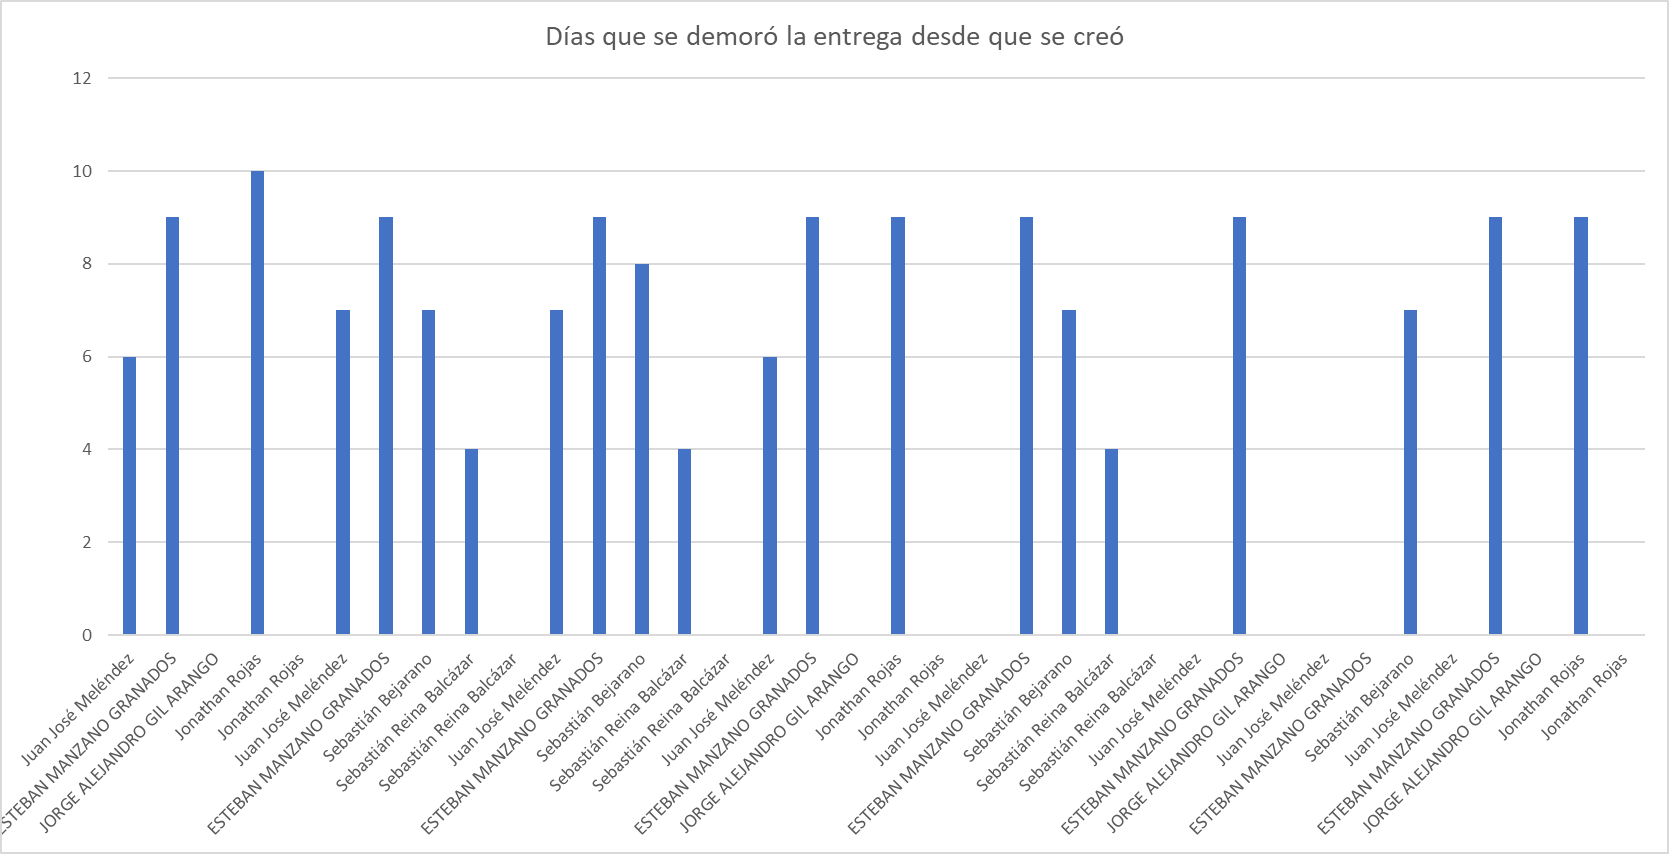 Días que se demoró la entrega desde que se creó
12
10
8
6
4
2
0
Juan José Meléndez
ESTEBAN MANZANO GRANADOS
JORGE ALEJANDRO GIL ARANGO
Jonathan Rojas
Jonathan Rojas
Juan José Meléndez
ESTEBAN MANZANO GRANADOS
Sebastián Bejarano
Sebastián Reina Balcázar
Sebastián Reina Balcázar
Juan José Meléndez
ESTEBAN MANZANO GRANADOS
Sebastián Bejarano
Sebastián Reina Balcázar
Sebastián Reina Balcázar
Juan José Meléndez
ESTEBAN MANZANO GRANADOS
JORGE ALEJANDRO GIL ARANGO
Jonathan Rojas
Jonathan Rojas
Juan José Meléndez
ESTEBAN MANZANO GRANADOS
Sebastián Bejarano
Sebastián Reina Balcázar
Sebastián Reina Balcázar
Juan José Meléndez
ESTEBAN MANZANO GRANADOS
JORGE ALEJANDRO GIL ARANGO
Juan José Meléndez
ESTEBAN MANZANO GRANADOS
Sebastián Bejarano
Juan José Meléndez
ESTEBAN MANZANO GRANADOS
JORGE ALEJANDRO GIL ARANGO
Jonathan Rojas
Jonathan Rojas